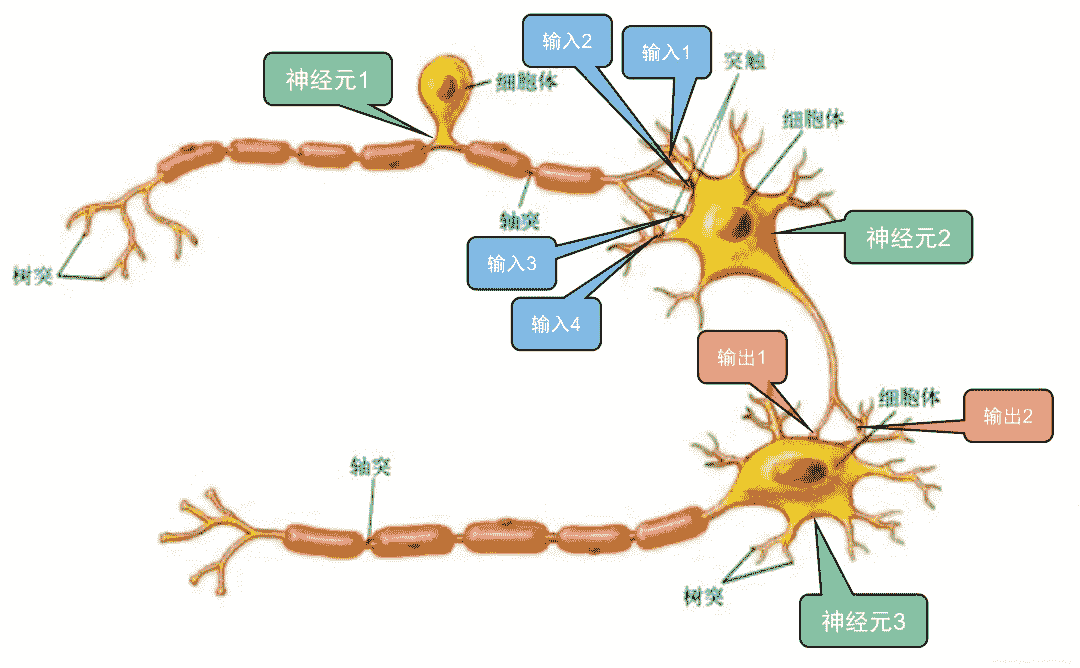 输入2
输入1
突触
神经元1
细胞体
细胞体
轴突
神经元2
树突
输入3
输入4
输出1
细胞体
输出2
轴突
树突
神经元3